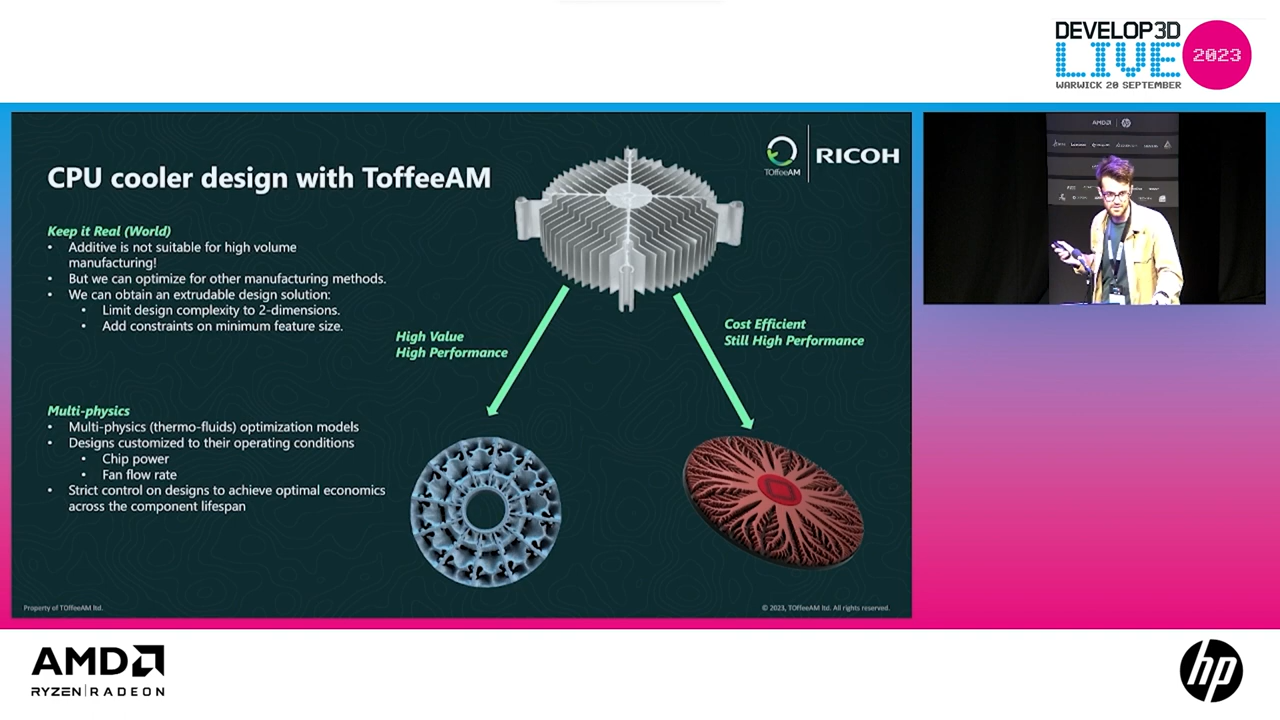 DEVELOP3D
LIVE
2023
WARWICK 20 SEPTEMBER
CPU cooler design with ToffeeAM
TOffeeAM
RICOH
Keep it Real (World)
• Additive is not suitable for high volume
manufacturing!
• But we can optimize for other manufacturing methods.
• We can obtain an extrudable design solution:
• Limit design complexity to 2-dimensions.
• Add constraints on minimum feature size.
High Value
High Performance
Cost Efficient
Still High Performance
Multi-physics
• Multi-physics (thermo-fluids) optimization models
• Designs customized to their operating conditions
• Chip power
• Fan flow rate
• Strict control on designs to achieve optimal economics
across the component lifespan
Property of TOffeeAM ltd.
© 2023, TOffeeAM ltd. All rights reserved.
AMD
hp
AMD
RYZEN | RADEON
hp